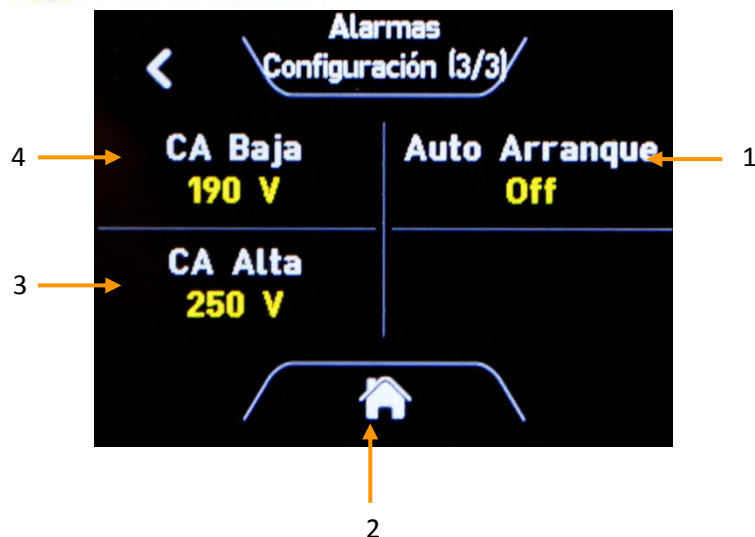 Alarmas
Configuración (3/3)
4
CA Baja
190 V
Auto Arranque
Off
1
3
CA Alta
250 V
2